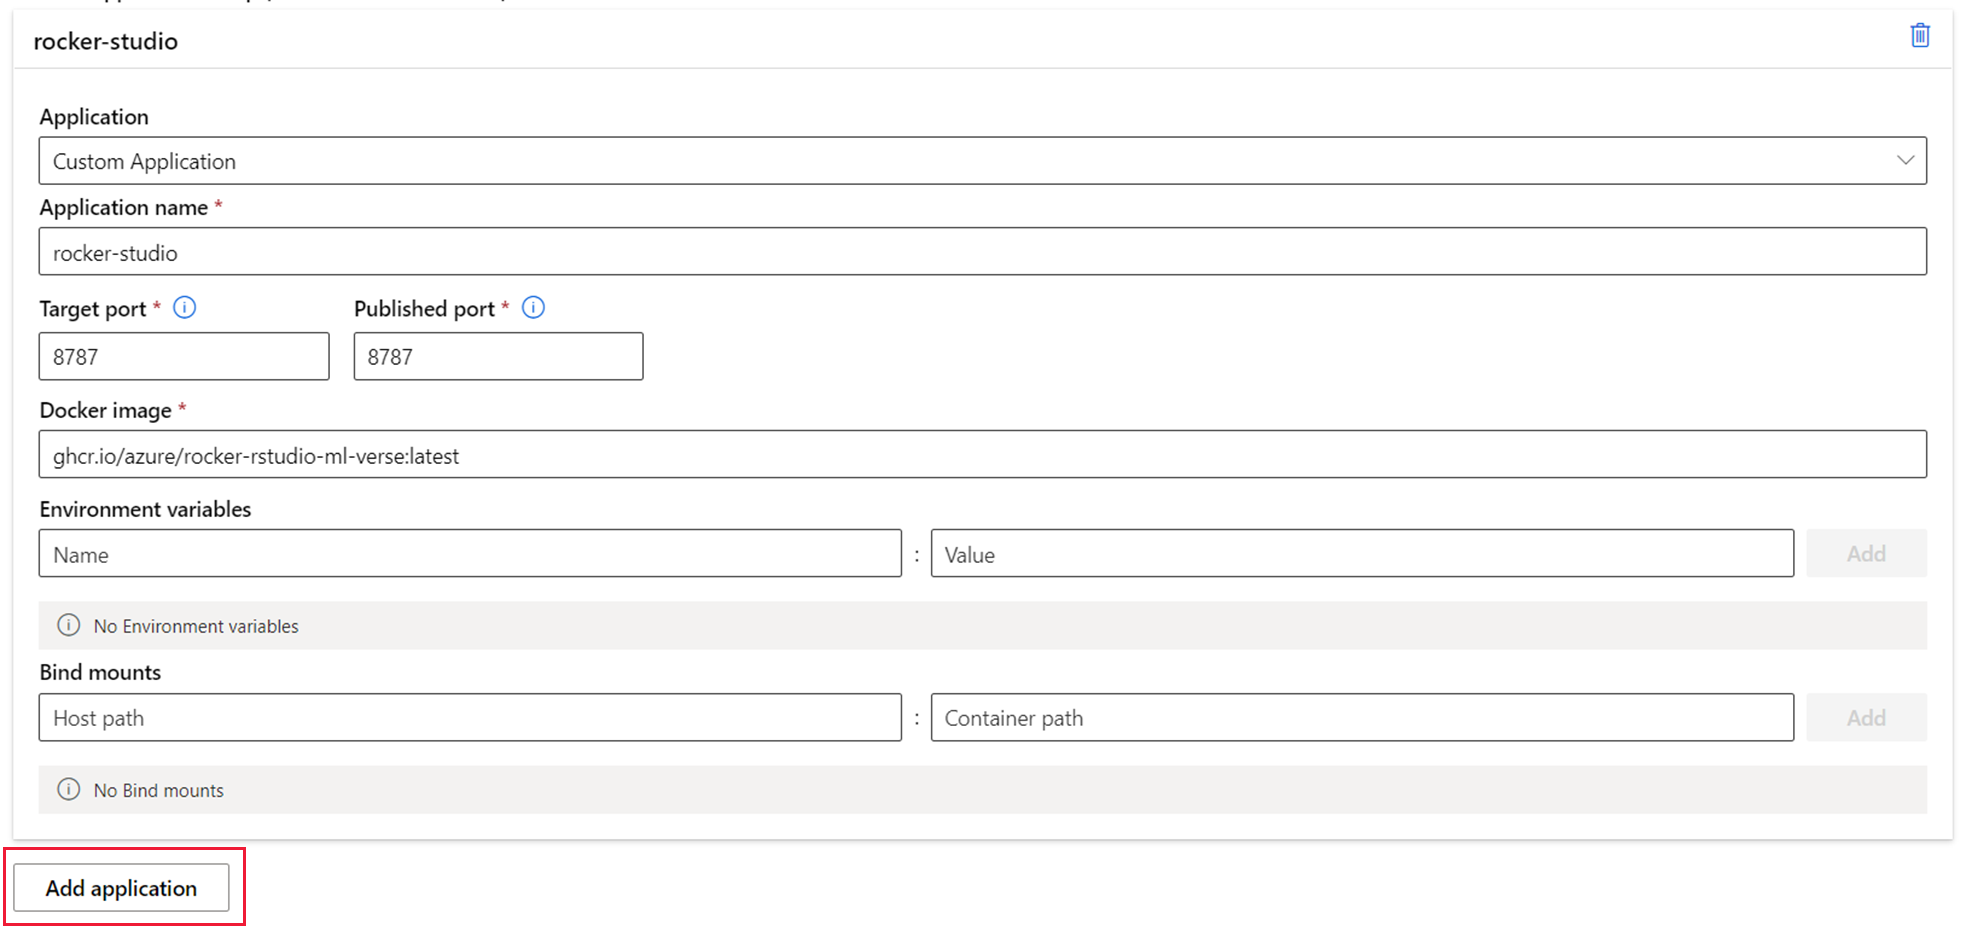 rocker-studio
Application
Custom Application
Application name *
rocker-studio
Target port * Published port *
8787 8787
Docker image *
ghcr.io/azure/rocker-rstudio-ml-verse:latest
Environment variables
Name : Value Add
No Environment variables
Bind mounts
Host path : Container path Add
No Bind mounts
Add application